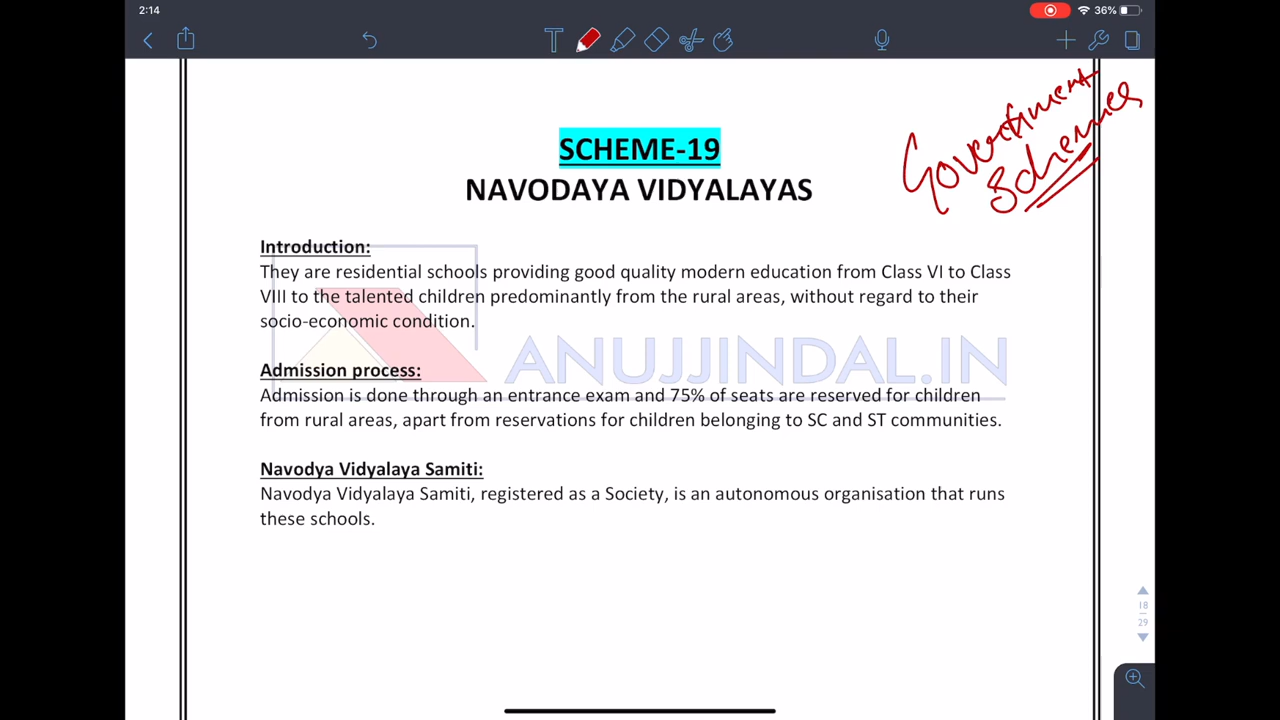 2:14
36%
Government
Schemes
SCHEME-19
NAVODAYA VIDYALAYAS
Introduction:
They are residential schools providing good quality modern education from Class VI to Class
VIII to the talented children predominantly from the rural areas, without regard to their
socio-economic condition.
ANUJJINDAL.IN
Admission process:
Admission is done through an entrance exam and 75% of seats are reserved for children
from rural areas, apart from reservations for children belonging to SC and ST communities.
Navodya Vidyalaya Samiti:
Navodya Vidyalaya Samiti, registered as a Society, is an autonomous organisation that runs
these schools.
18
29